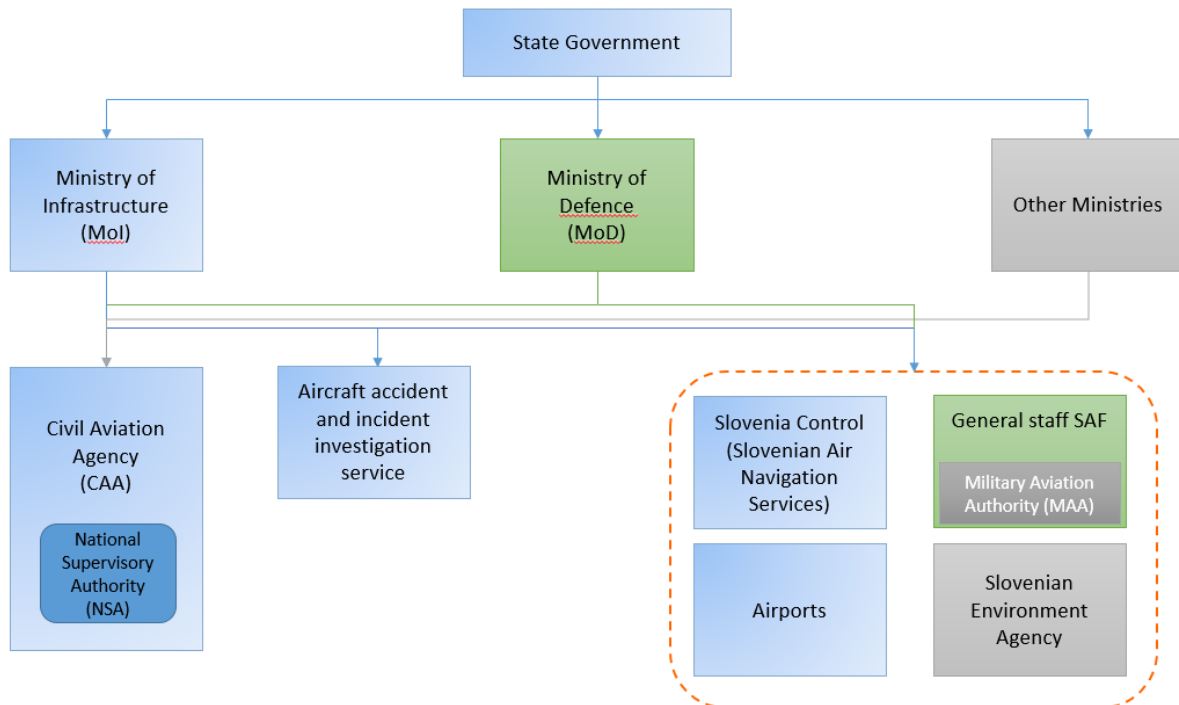 State Government
Ministry of
Infrastructure
(MoI)
Ministry of
Defence
(MoD)
Other Ministries
Civil Aviation
Agency
(CAA)
National
Supervisory
Authority
(NSA)
Aircraft accident
and incident
investigation
service
Slovenia Control
(Slovenian Air
Navigation
Services)
General staff SAF
Military Aviation
Authority (MAA)
Airports
Slovenian
Environment
Agency